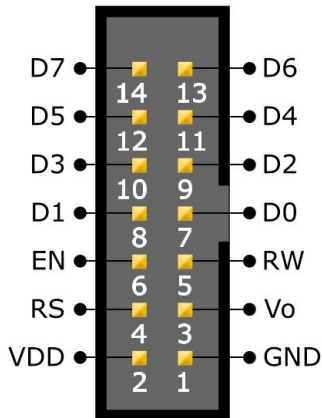 D7 D6
14 13
D5 D4
12 11
D3 D2
10 9
D1 D0
8 7
EN RW
6 5
RS Vo
4 3
VDD GND
2 1